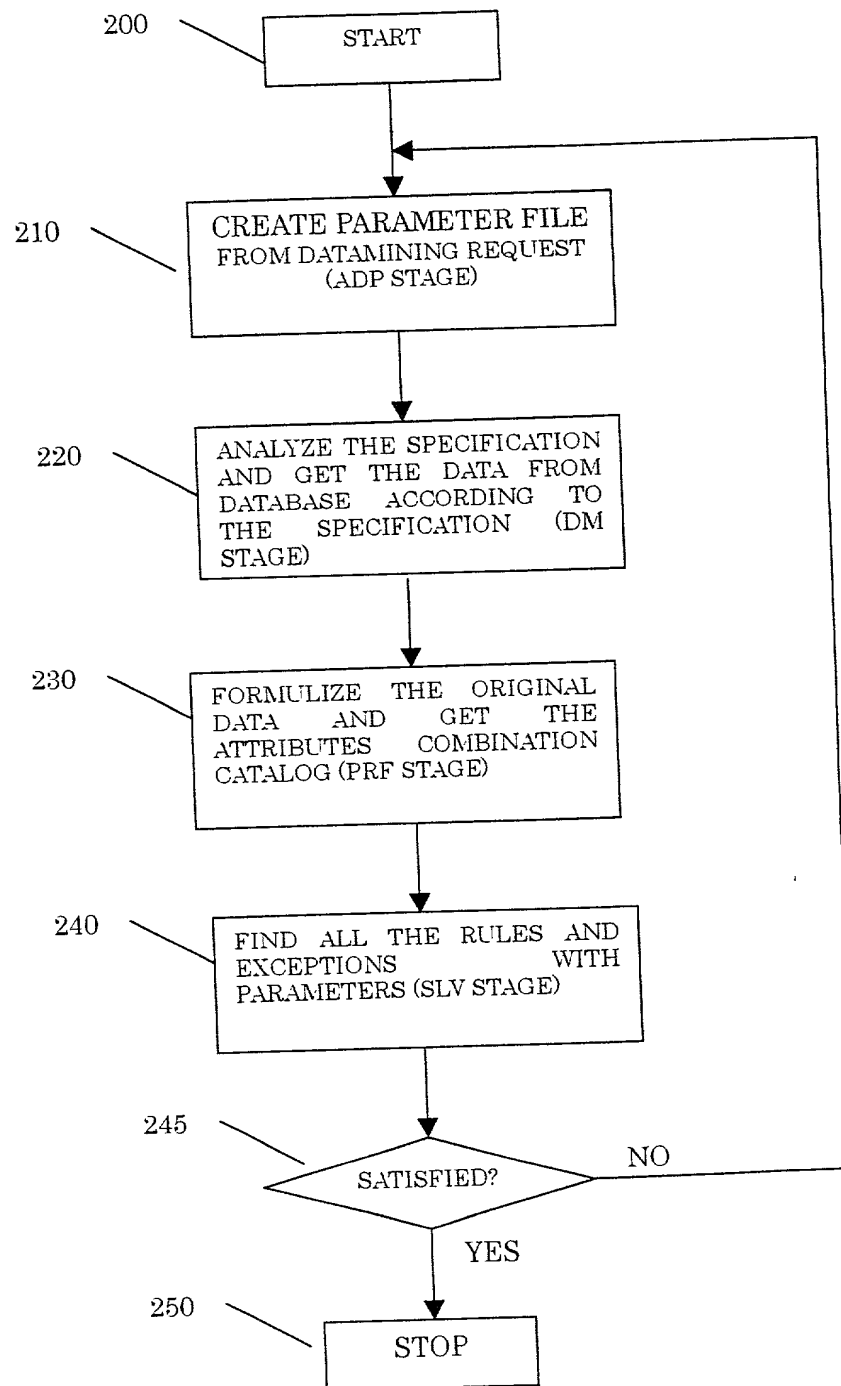 200
START
210
CREATE PARAMETER FILE
FROM DATAMINING REQUEST
(ADP STAGE)
220
ANALYZE THE SPECIFICATION
AND GET THE DATA FROM
DATABASE ACCORDING TO
THE SPECIFICATION (DM
STAGE)
230
FORMULIZE THE ORIGINAL
DATA AND GET THE
ATTRIBUTES COMBINATION
CATALOG (PRF STAGE)
240
FIND ALL THE RULES AND
EXCEPTIONS WITH
PARAMETERS (SLV STAGE)
245
SATISFIED?
NO
YES
250
STOP